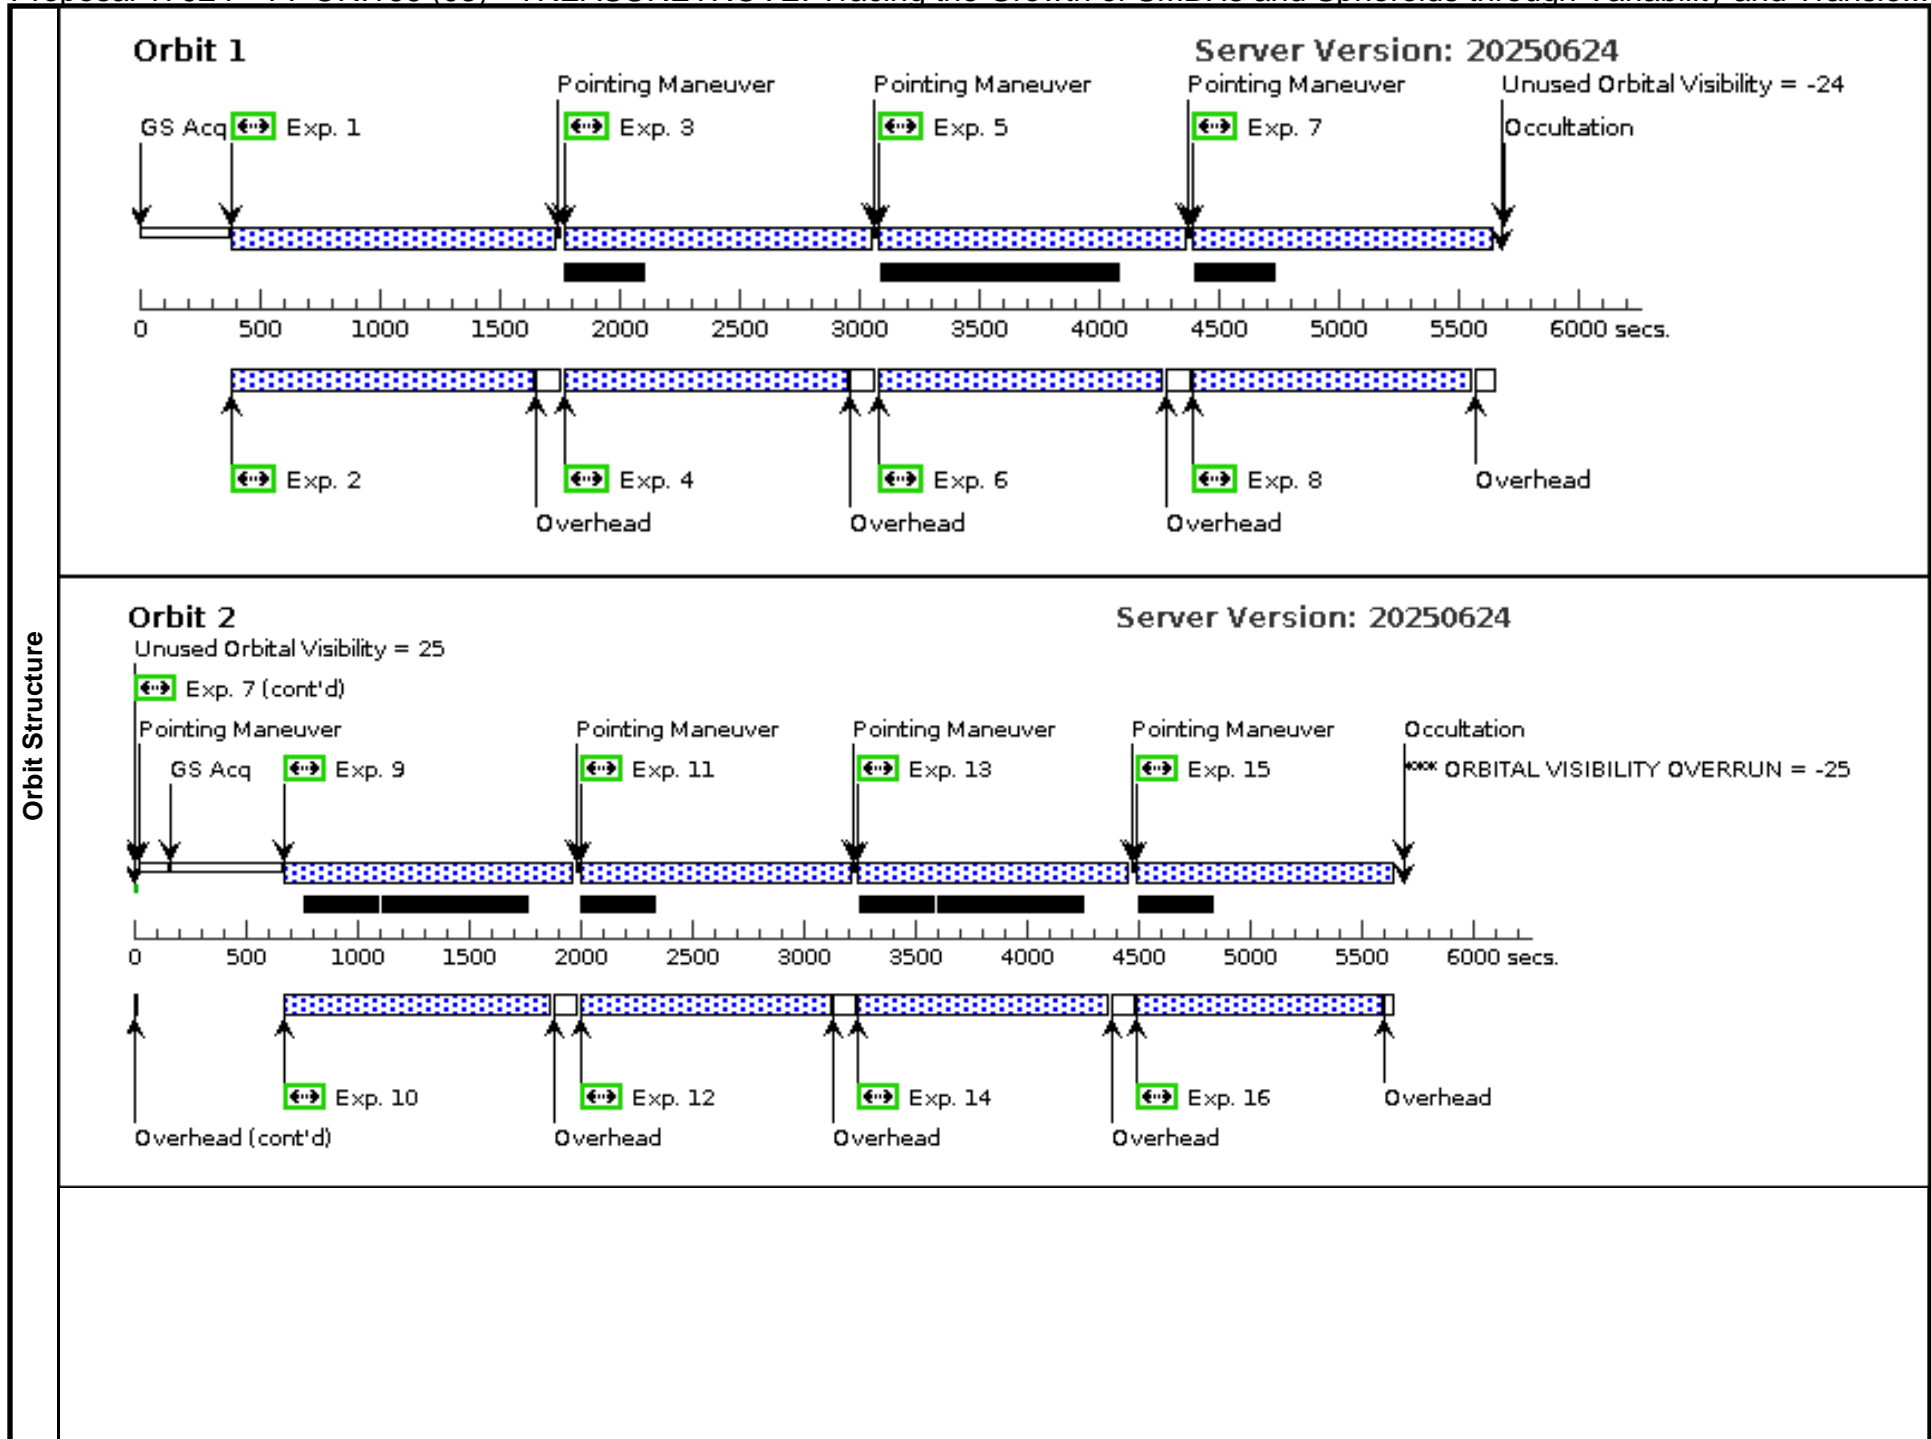 Orbit 1
Server Version: 20250624
Pointing Maneuver Pointing Maneuver Pointing Maneuver Unused Orbital Visibility = -24
GS Acq Exp. 1 Exp. 3 Exp. 5 Exp. 7 Occultation
0 500 1000 1500 2000 2500 3000 3500 4000 4500 5000 5500 6000 secs.
Exp. 2 Exp. 4 Exp. 6 Exp. 8 Overhead
Overhead Overhead Overhead
Orbit Structure
Orbit 2
Server Version: 20250624
Unused Orbital Visibility = 25
Exp. 7 (cont'd)
Pointing Maneuver Pointing Maneuver Pointing Maneuver Pointing Maneuver Occultation
GS Acq Exp. 9 Exp. 11 Exp. 13 Exp. 15 **** ORBITAL VISIBILITY OVERRUN = -25
0 500 1000 1500 2000 2500 3000 3500 4000 4500 5000 5500 6000 secs.
Exp. 10 Exp. 12 Exp. 14 Exp. 16 Overhead
Overhead (cont'd) Overhead Overhead Overhead